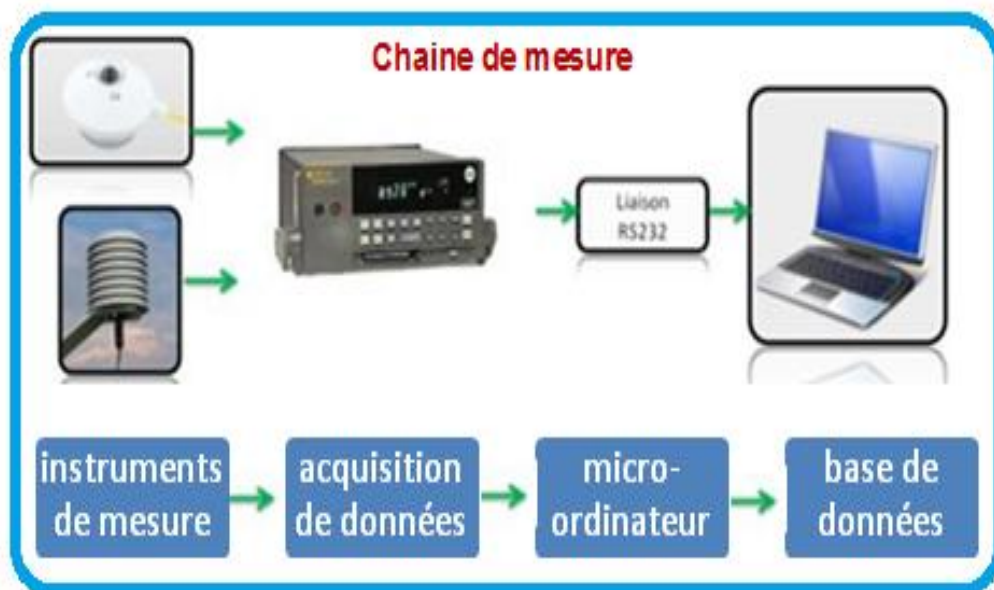 Chaine de mesure
Liaison
RS232
instruments
de mesure
acquisition
de données
micro-
ordinateur
base de
données